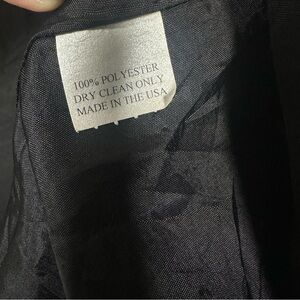 100% POLYESTER
DRY CLEAN ONLY
MADE IN THE USA